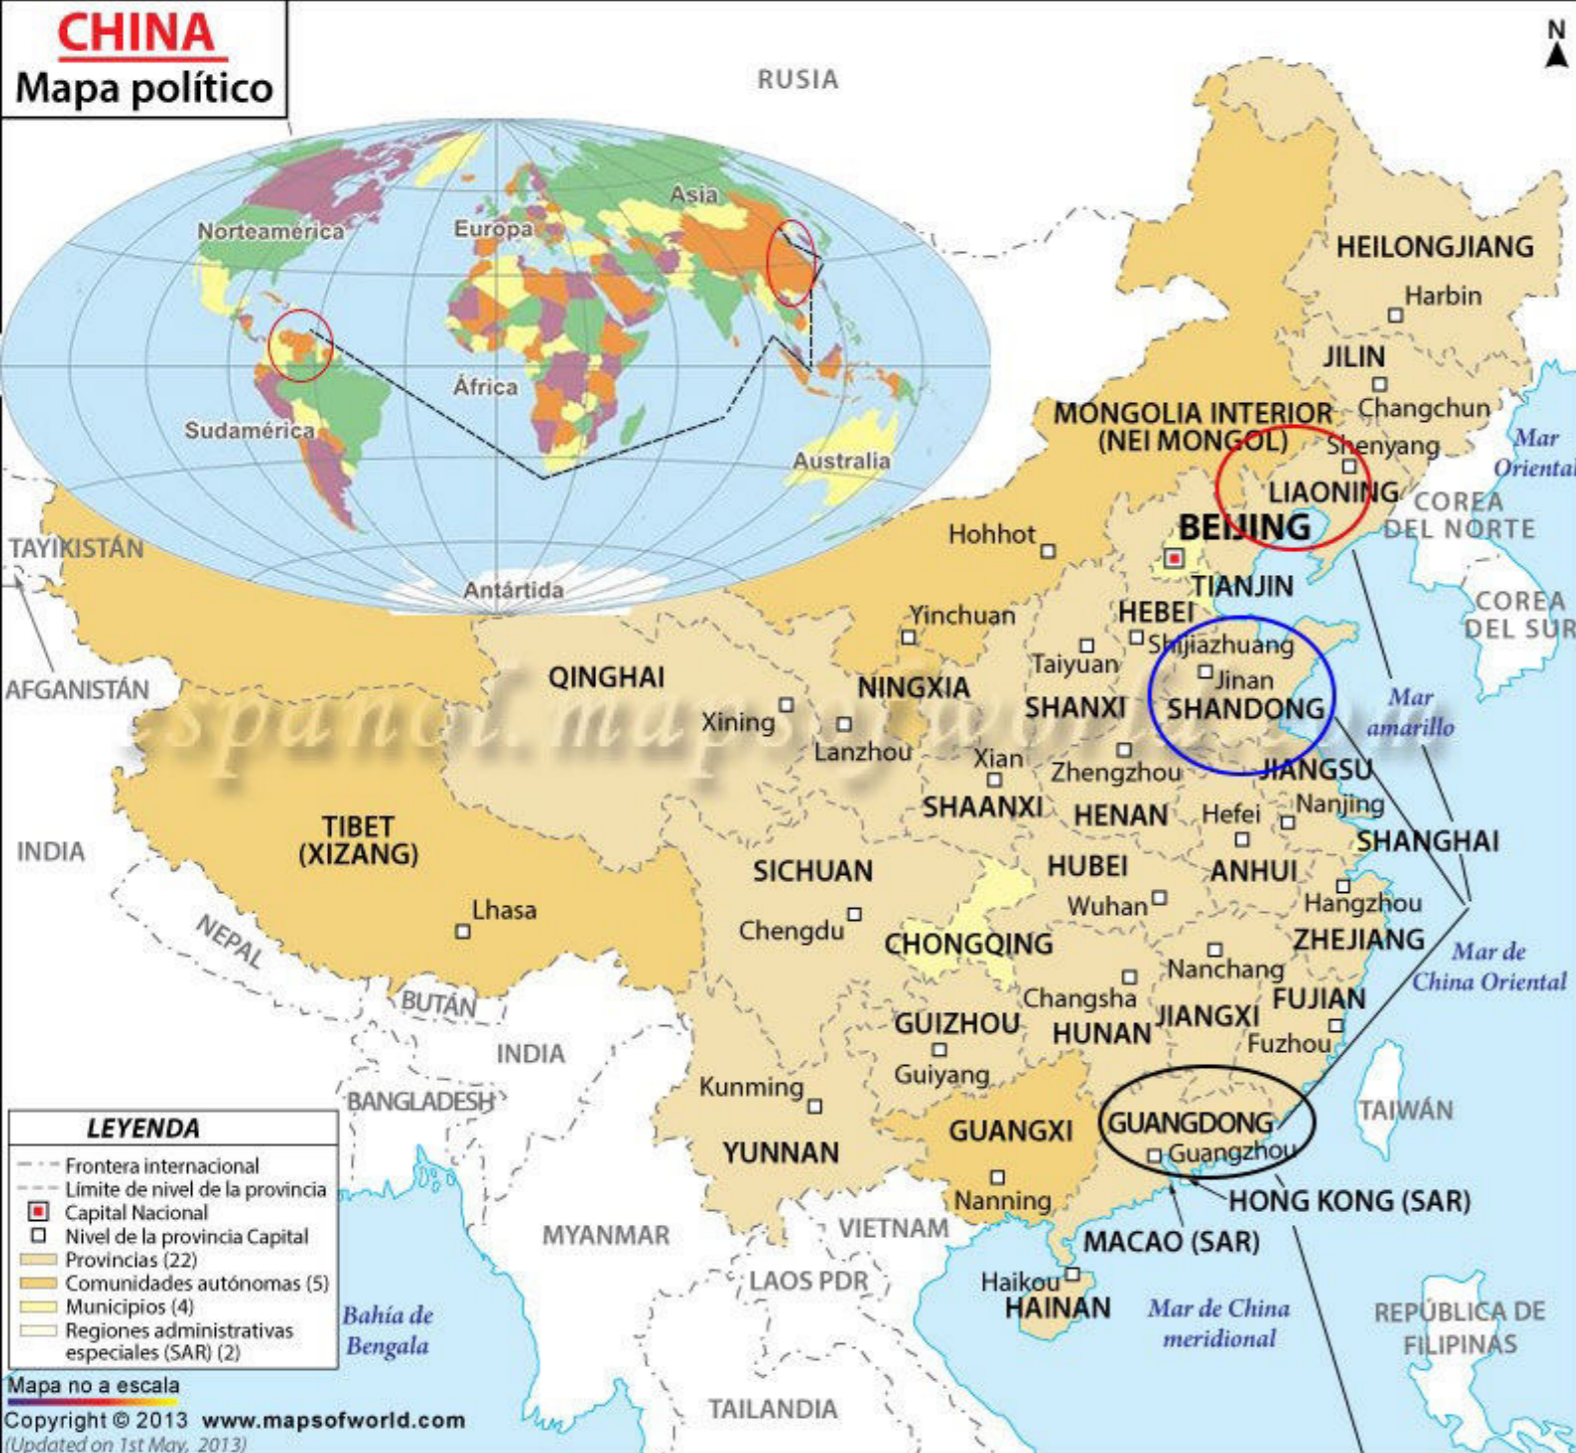 CHINA
Mapa político
N
RUSIA
Asia
Norteamérica
Europa
África
Sudamérica
Australia
Antártida
HEILONGJIANG
Harbin
JILIN
Changchun
MONGOLIA INTERIOR
(NEI MONGOL)
Shenyang
LIAONING
Mar
Oriental
COREA
DEL NORTE
BEIJING
Hohhot
TAYIKISTÁN
TIANJIN
COREA
DEL SUR
HEBEI
Yinchuan
Shijiazhuang
Taiyuan
Jinan
AFGANISTÁN
QINGHAI
NINGXIA
SHANXI
SHANDONG
Mar
amarillo
espanol.mapsofworld.com
Xining
Lanzhou
Xian
Zhengzhou
JIANGSU
SHAANXI
HENAN
Hefei
Nanjing
TIBET
(XIZANG)
INDIA
SHANGHAI
SICHUAN
HUBEI
ANHUI
Wuhan
Hangzhou
Lhasa
Chengdu
CHONGQING
ZHEJIANG
NEPAL
Nanchang
Mar de
China Oriental
BUTÁN
Changsha
FUJIAN
GUIZHOU
HUNAN
JIANGXI
Fuzhou
INDIA
Guiyang
Kunming
BANGLADESH
TAIWÁN
GUANGXI
GUANGDONG
YUNNAN
Guangzhou
Nanning
HONG KONG (SAR)
MYANMAR
VIETNAM
MACAO (SAR)
LAOS PDR
Haikou
HAINAN
Mar de China
meridional
REPÚBLICA DE
FILIPINAS
Bahía de
Bengala
TAILANDIA
LEYENDA
Frontera internacional
Límite de nivel de la provincia
Capital Nacional
Nivel de la provincia Capital
Provincias (22)
Comunidades autónomas (5)
Municipios (4)
Regiones administrativas
especiales (SAR) (2)
Mapa no a escala
Copyright © 2013 www.mapsofworld.com
(Updated on 1st May, 2013)